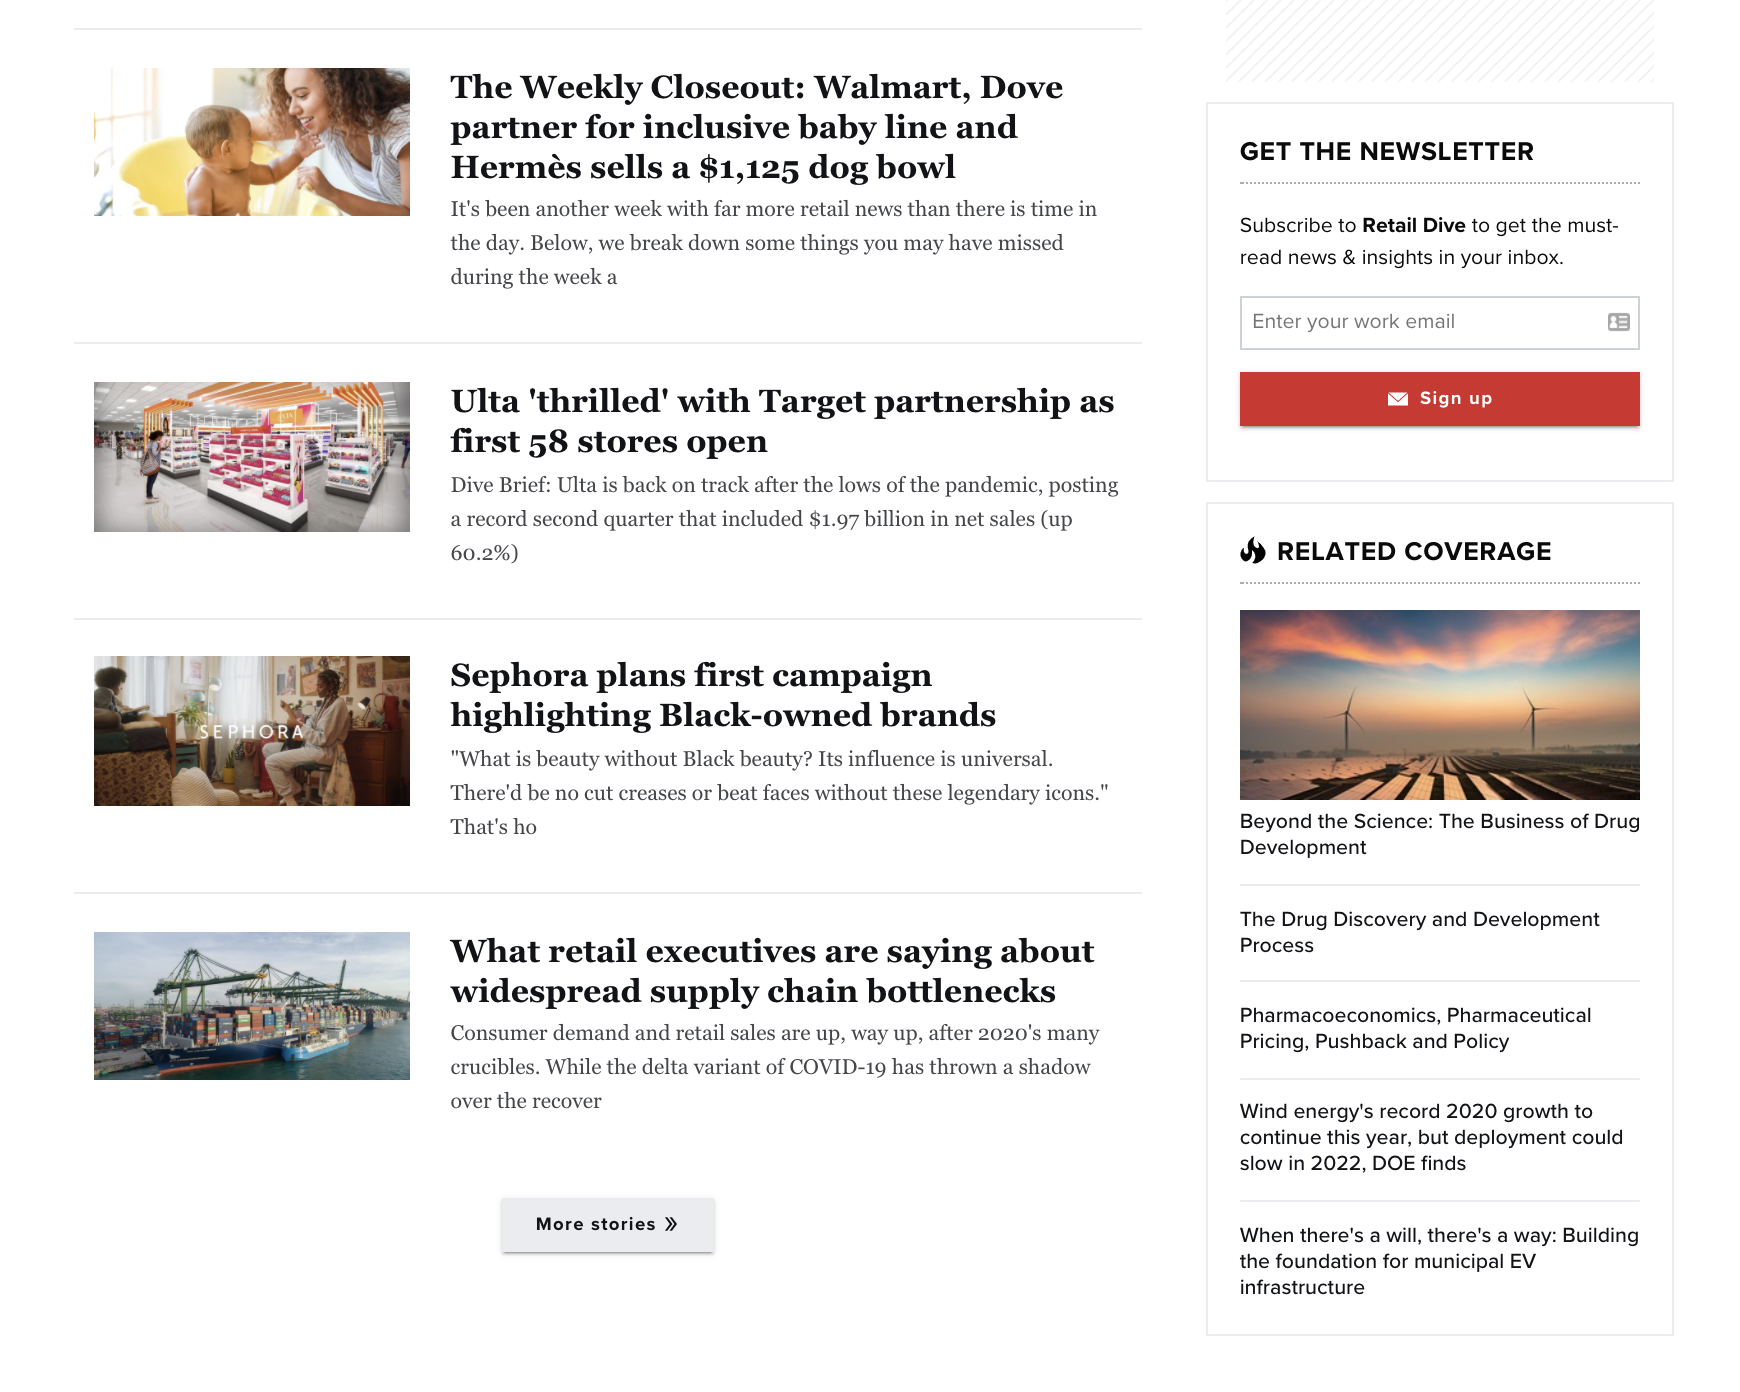 The Weekly Closeout: Walmart, Dove
partner for inclusive baby line and
Hermès sells a $1,125 dog bowl
It's been another week with far more retail news than there is time in
the day. Below, we break down some things you may have missed
during the week a
Ulta 'thrilled' with Target partnership as
first 58 stores open
Dive Brief: Ulta is back on track after the lows of the pandemic, posting
a record second quarter that included $1.97 billion in net sales (up
60.2%)
SEPHORA
Sephora plans first campaign
highlighting Black-owned brands
"What is beauty without Black beauty? Its influence is universal.
There'd be no cut creases or beat faces without these legendary icons."
That's ho
What retail executives are saying about
widespread supply chain bottlenecks
Consumer demand and retail sales are up, way up, after 2020's many
crucibles. While the delta variant of COVID-19 has thrown a shadow
over the recover
More stories »
GET THE NEWSLETTER
Subscribe to Retail Dive to get the must-
read news & insights in your inbox.
Enter your work email
Sign up
RELATED COVERAGE
Beyond the Science: The Business of Drug
Development
The Drug Discovery and Development
Process
Pharmacoeconomics, Pharmaceutical
Pricing, Pushback and Policy
Wind energy's record 2020 growth to
continue this year, but deployment could
slow in 2022, DOE finds
When there's a will, there's a way: Building
the foundation for municipal EV
infrastructure